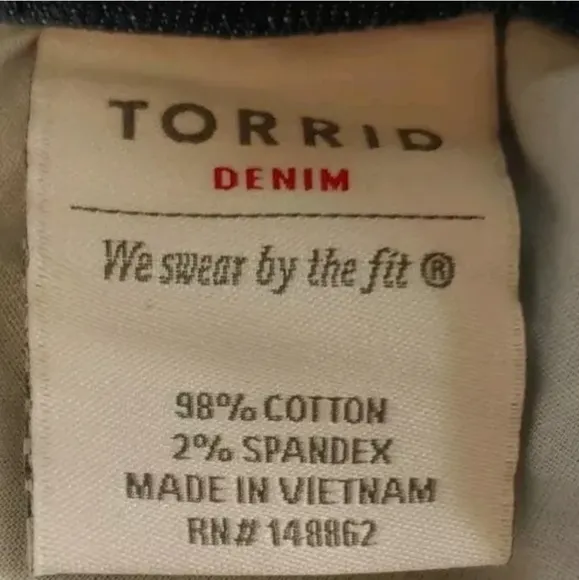 TORRID
DENIM
We swear by the fit ®
98% COTTON
2% SPANDEX
MADE IN VIETNAM
RN# 148862